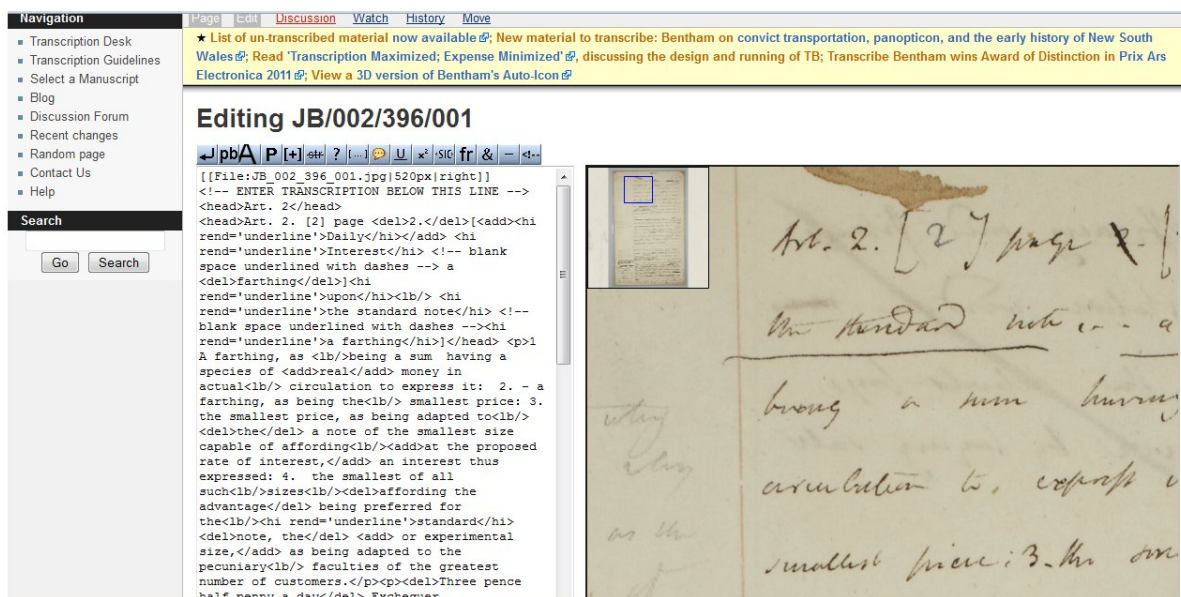 Navigation
Transcription Desk
Transcription Guidelines
Select a Manuscript
Blog
Discussion Forum
Recent changes
Random page
Contact Us
Help
Search
Go Search
Page Edit Discussion Watch History Move
★ List of un-transcribed material now available; New material to transcribe: Bentham on convict transportation, panopticon, and the early history of New South
Wales; Read 'Transcription Maximized; Expense Minimized', discussing the design and running of TB; Transcribe Bentham wins Award of Distinction in Prix Ars
Electronica 2011; View a 3D version of Bentham's Auto-Icon
Editing JB/002/396/001
pb A P [+] str ? [...] U x² SIC fr & – <!--
[[File:JB_002_396_001.jpg|520px|right]]
<!-- ENTER TRANSCRIPTION BELOW THIS LINE -->
<head>Art. 2</head>
<head>Art. 2. [2] page <del>2.</del>[<add><hi
rend='underline'>Daily</hi></add> <hi
rend='underline'>Interest</hi> <!-- blank
space underlined with dashes --> a
<del>farthing</del>]<hi
rend='underline'>upon</hi><lb/> <hi
rend='underline'>the standard note</hi> <!--
blank space underlined with dashes --><hi
rend='underline'>a farthing</hi>]</head> <p>1
A farthing, as <lb/>being a sum  having a
species of <add>real</add> money in
actual<lb/> circulation to express it:  2. - a
farthing, as being the<lb/> smallest price: 3.
the smallest price, as being adapted to<lb/>
<del>the</del> a note of the smallest size
capable of affording<lb/><add>at the proposed
rate of interest,</add> an interest thus
expressed: 4.  the smallest of all
such<lb/>sizes<lb/><del>affording the
advantage</del> being preferred for
the<lb/><hi rend='underline'>standard</hi>
<del>note, the</del> <add> or experimental
size,</add> as being adapted to the
pecuniary<lb/> faculties of the greatest
number of customers.</p><p><del>Three pence
half penny a day</del> Exchequer
Art. 2. [2] page 2. [
the standard note - - a
being a sum having
circulation to express i
smallest price: 3. the sm